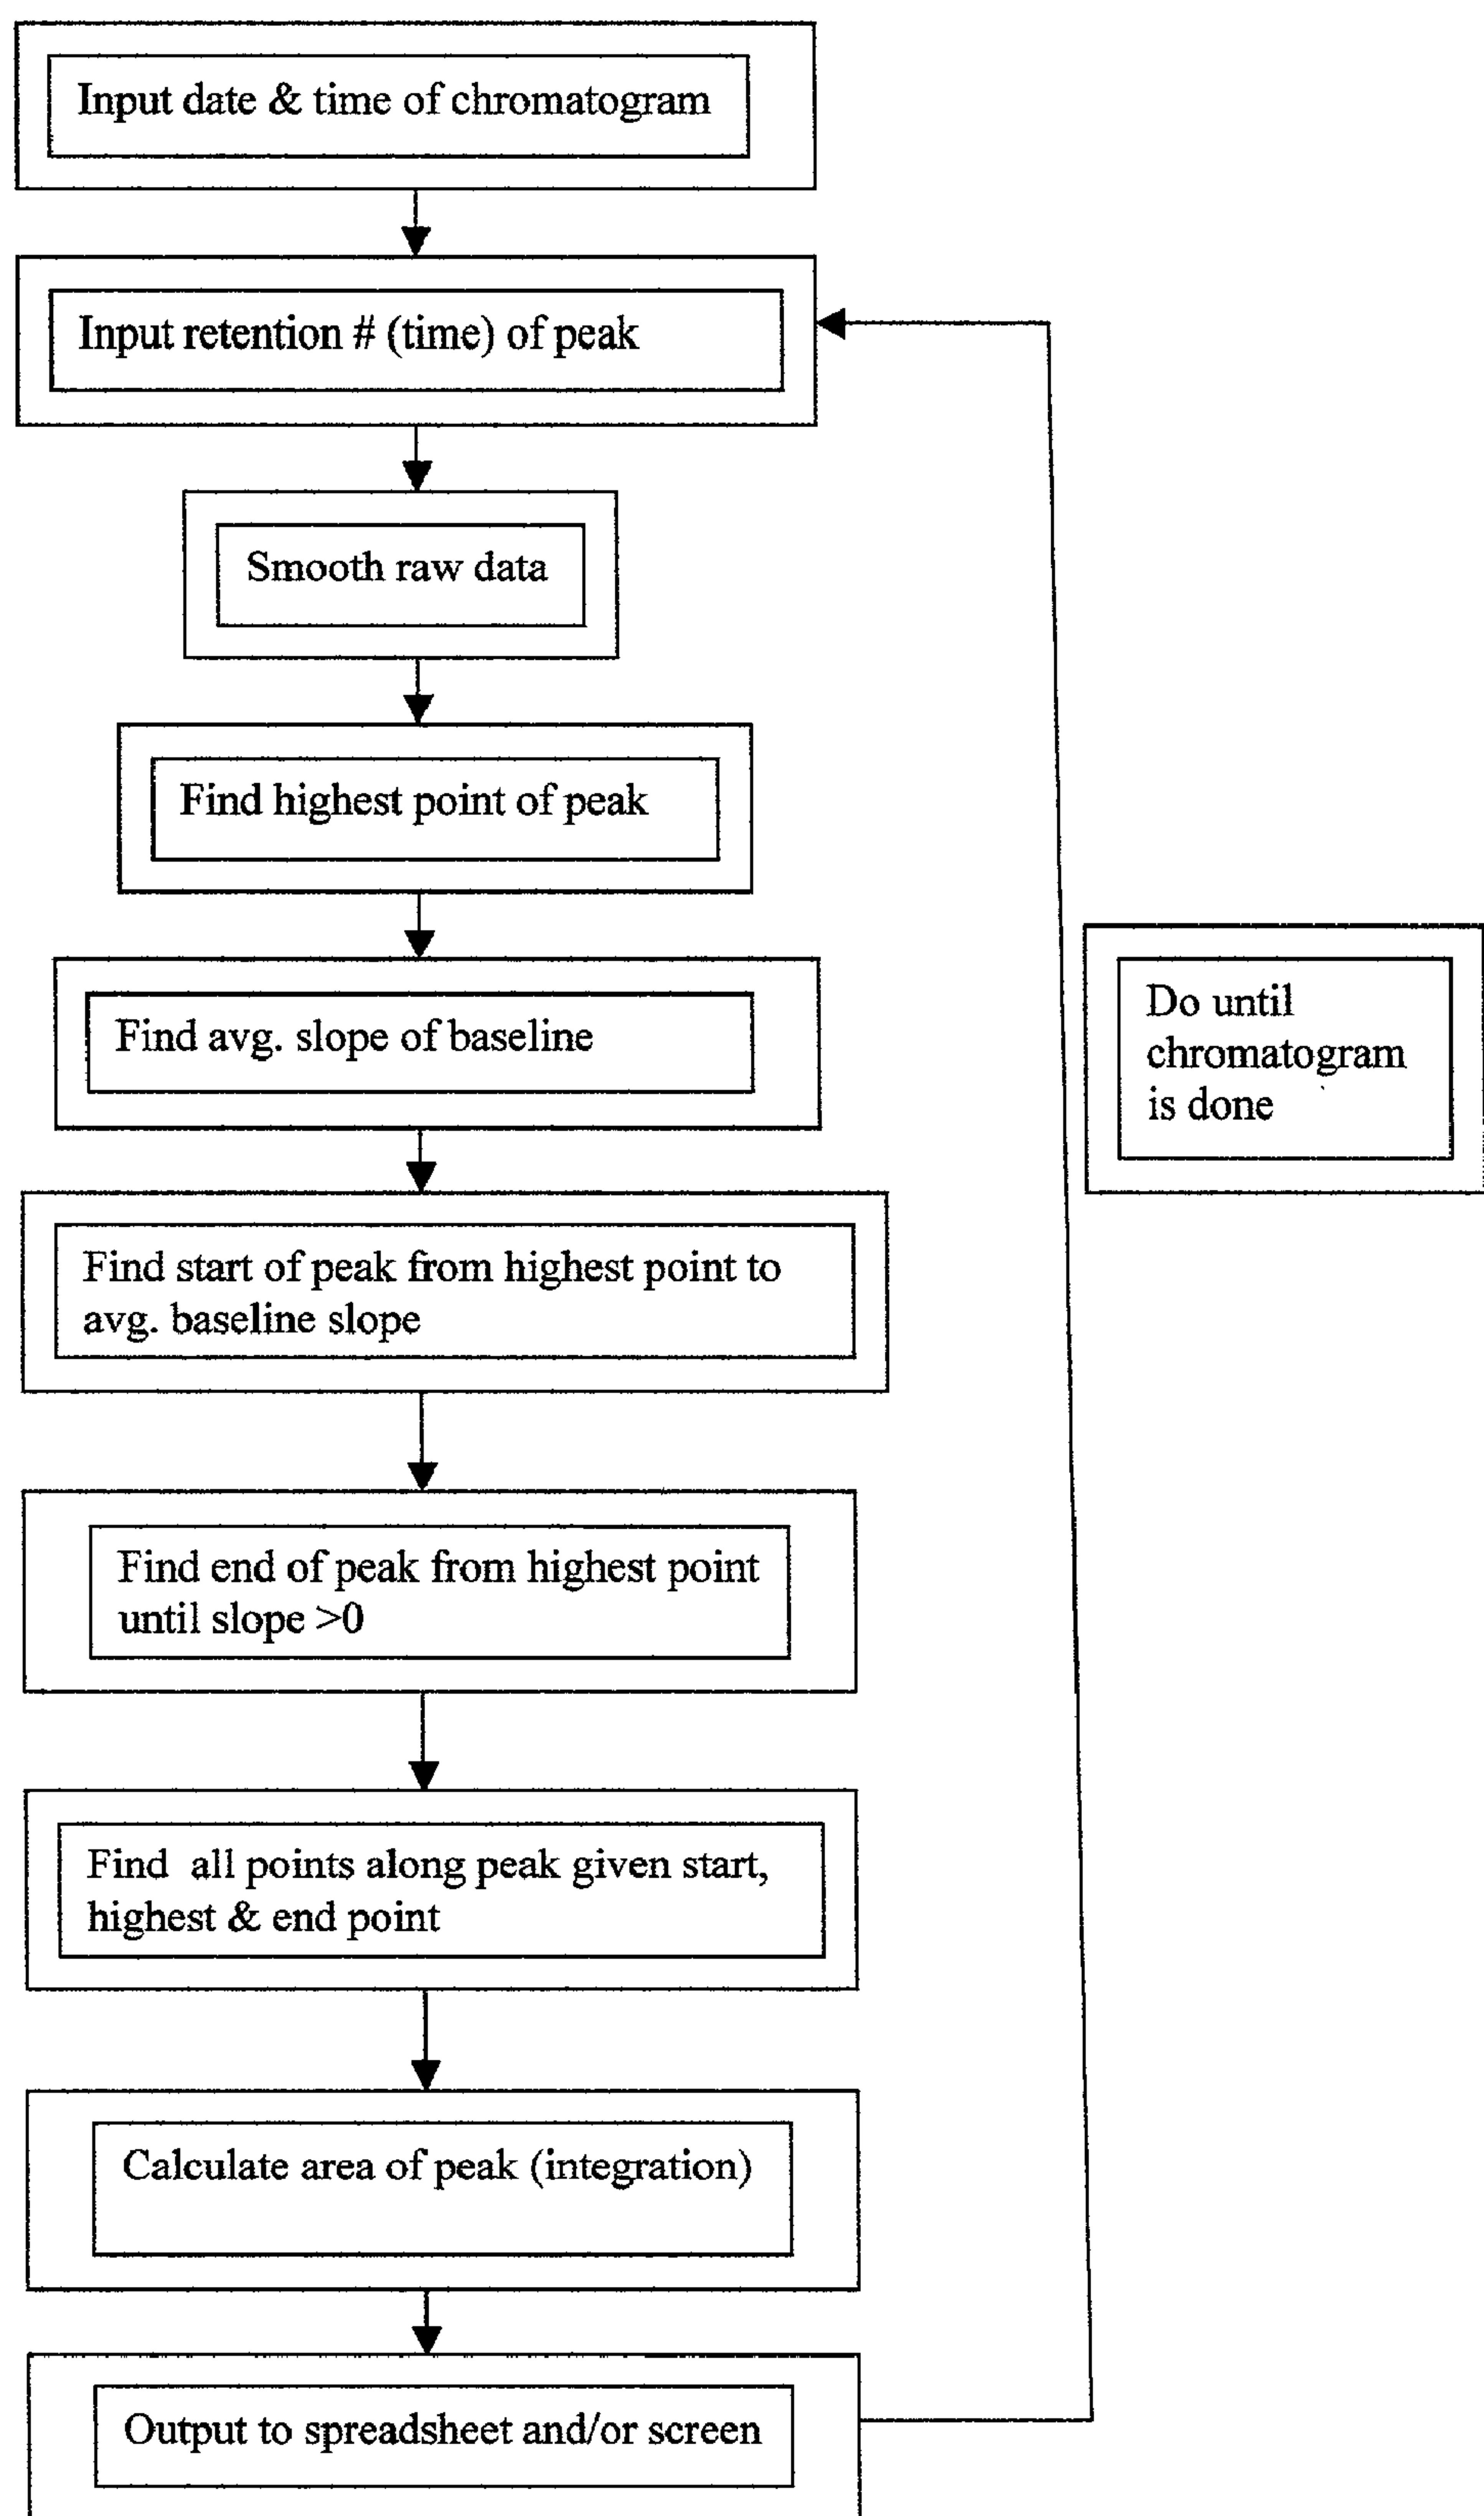 Input date & time of chromatogram
Input retention # (time) of peak
Smooth raw data
Find highest point of peak
Find avg. slope of baseline
Do until
chromatogram
is done
Find start of peak from highest point to
avg. baseline slope
Find end of peak from highest point
until slope >0
Find all points along peak given start,
highest & end point
Calculate area of peak (integration)
Output to spreadsheet and/or screen